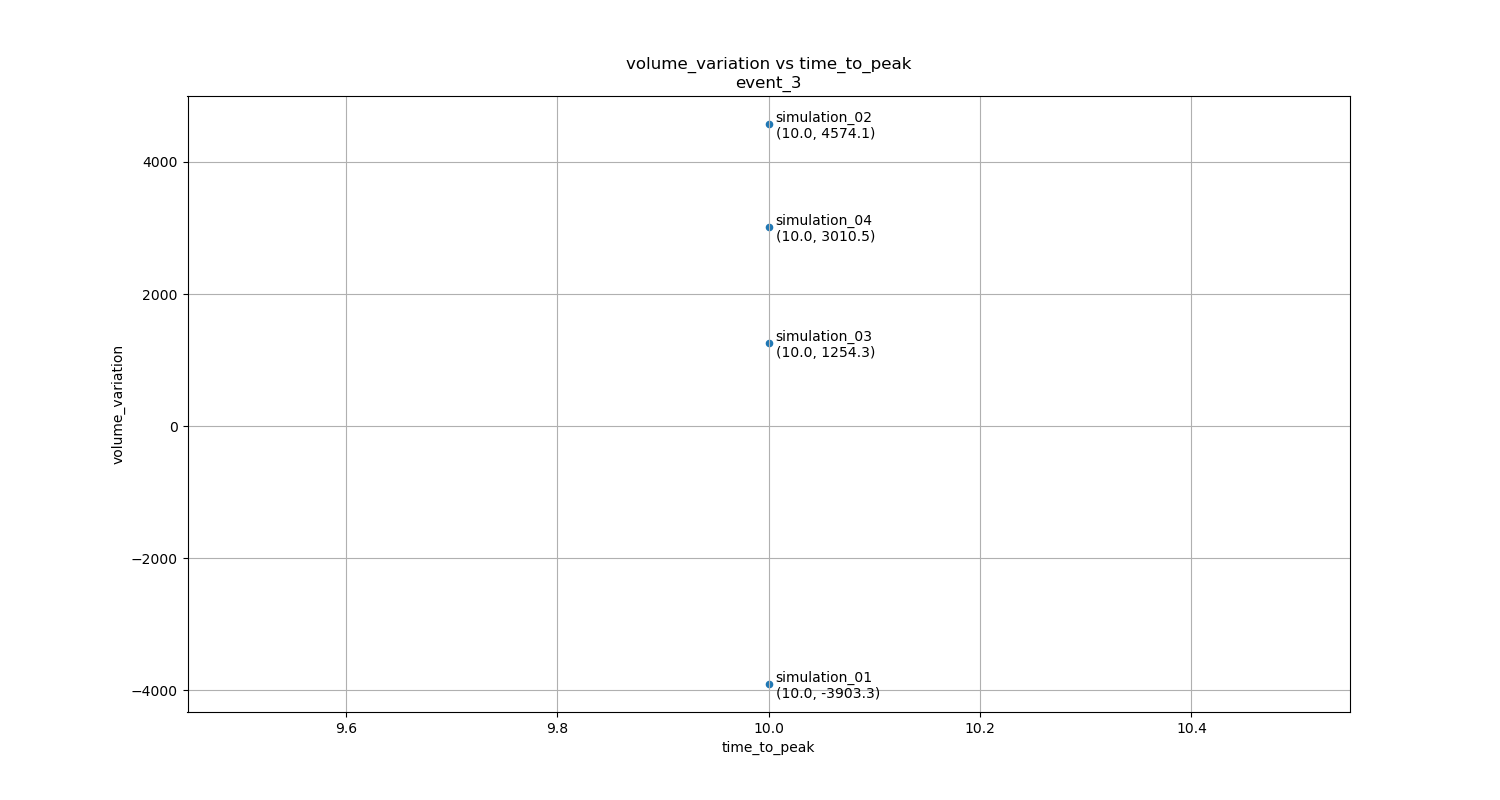 volume_variation vs time_to_peak
event_3
simulation_02
(10.0, 4574.1)
4000
simulation_04
(10.0, 3010.5)
2000
simulation_03
(10.0, 1254.3)
volume_variation
0
−2000
simulation_01
(10.0, -3903.3)
−4000
9.6 9.8 10.0 10.2 10.4
time_to_peak